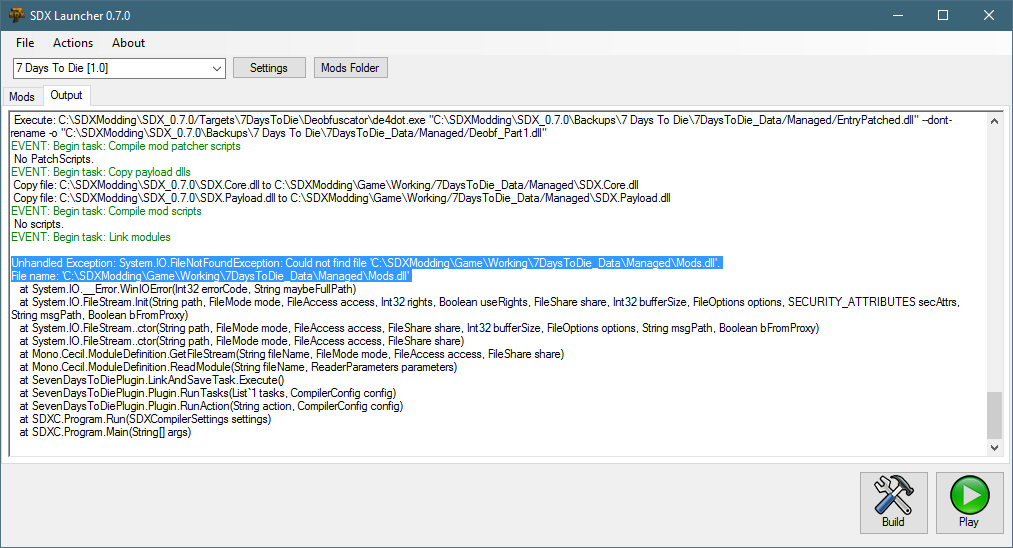 SDX Launcher 0.7.0
File Actions About
7 Days To Die [1.0] Settings Mods Folder
Mods Output
Execute: C:\SDXModding\SDX_0.7.0/Targets\7DaysToDie\Deobfuscator\de4dot.exe "C:\SDXModding\SDX_0.7.0\Backups\7 Days To Die\7DaysToDie_Data/Managed/EntryPatched.dll" --dont-
rename -o "C:\SDXModding\SDX_0.7.0\Backups\7 Days To Die\7DaysToDie_Data/Managed/Deobf_Part1.dll"
EVENT: Begin task: Compile mod patcher scripts
No PatchScripts.
EVENT: Begin task: Copy payload dlls
Copy file: C:\SDXModding\SDX_0.7.0\SDX.Core.dll to C:\SDXModding\Game\Working/7DaysToDie_Data/Managed\SDX.Core.dll
Copy file: C:\SDXModding\SDX_0.7.0\SDX.Payload.dll to C:\SDXModding\Game\Working/7DaysToDie_Data/Managed\SDX.Payload.dll
EVENT: Begin task: Compile mod scripts
No scripts.
EVENT: Begin task: Link modules
Unhandled Exception: System.IO.FileNotFoundException: Could not find file 'C:\SDXModding\Game\Working\7DaysToDie_Data\Managed\Mods.dll'.
File name: 'C:\SDXModding\Game\Working\7DaysToDie_Data\Managed\Mods.dll'
at System.IO.__Error.WinIOError(Int32 errorCode, String maybeFullPath)
at System.IO.FileStream.Init(String path, FileMode mode, FileAccess access, Int32 rights, Boolean useRights, FileShare share, Int32 bufferSize, FileOptions options, SECURITY_ATTRIBUTES secAttrs,
String msgPath, Boolean bFromProxy)
at System.IO.FileStream..ctor(String path, FileMode mode, FileAccess access, FileShare share, Int32 bufferSize, FileOptions options, String msgPath, Boolean bFromProxy)
at System.IO.FileStream..ctor(String path, FileMode mode, FileAccess access, FileShare share)
at Mono.Cecil.ModuleDefinition.GetFileStream(String fileName, FileMode mode, FileAccess access, FileShare share)
at Mono.Cecil.ModuleDefinition.ReadModule(String fileName, ReaderParameters parameters)
at SevenDaysToDiePlugin.LinkAndSaveTask.Execute()
at SevenDaysToDiePlugin.Plugin.RunTasks(List`1 tasks, CompilerConfig config)
at SevenDaysToDiePlugin.Plugin.RunAction(String action, CompilerConfig config)
at SDXC.Program.Run(SDXCompilerSettings settings)
at SDXC.Program.Main(String[] args)
Build Play